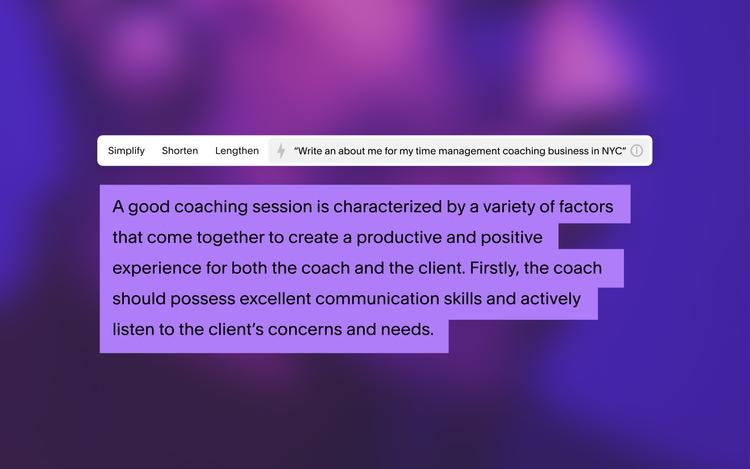 Simplify Shorten Lengthen “Write an about me for my time management coaching business in NYC”
A good coaching session is characterized by a variety of factors
that come together to create a productive and positive
experience for both the coach and the client. Firstly, the coach
should possess excellent communication skills and actively
listen to the client’s concerns and needs.